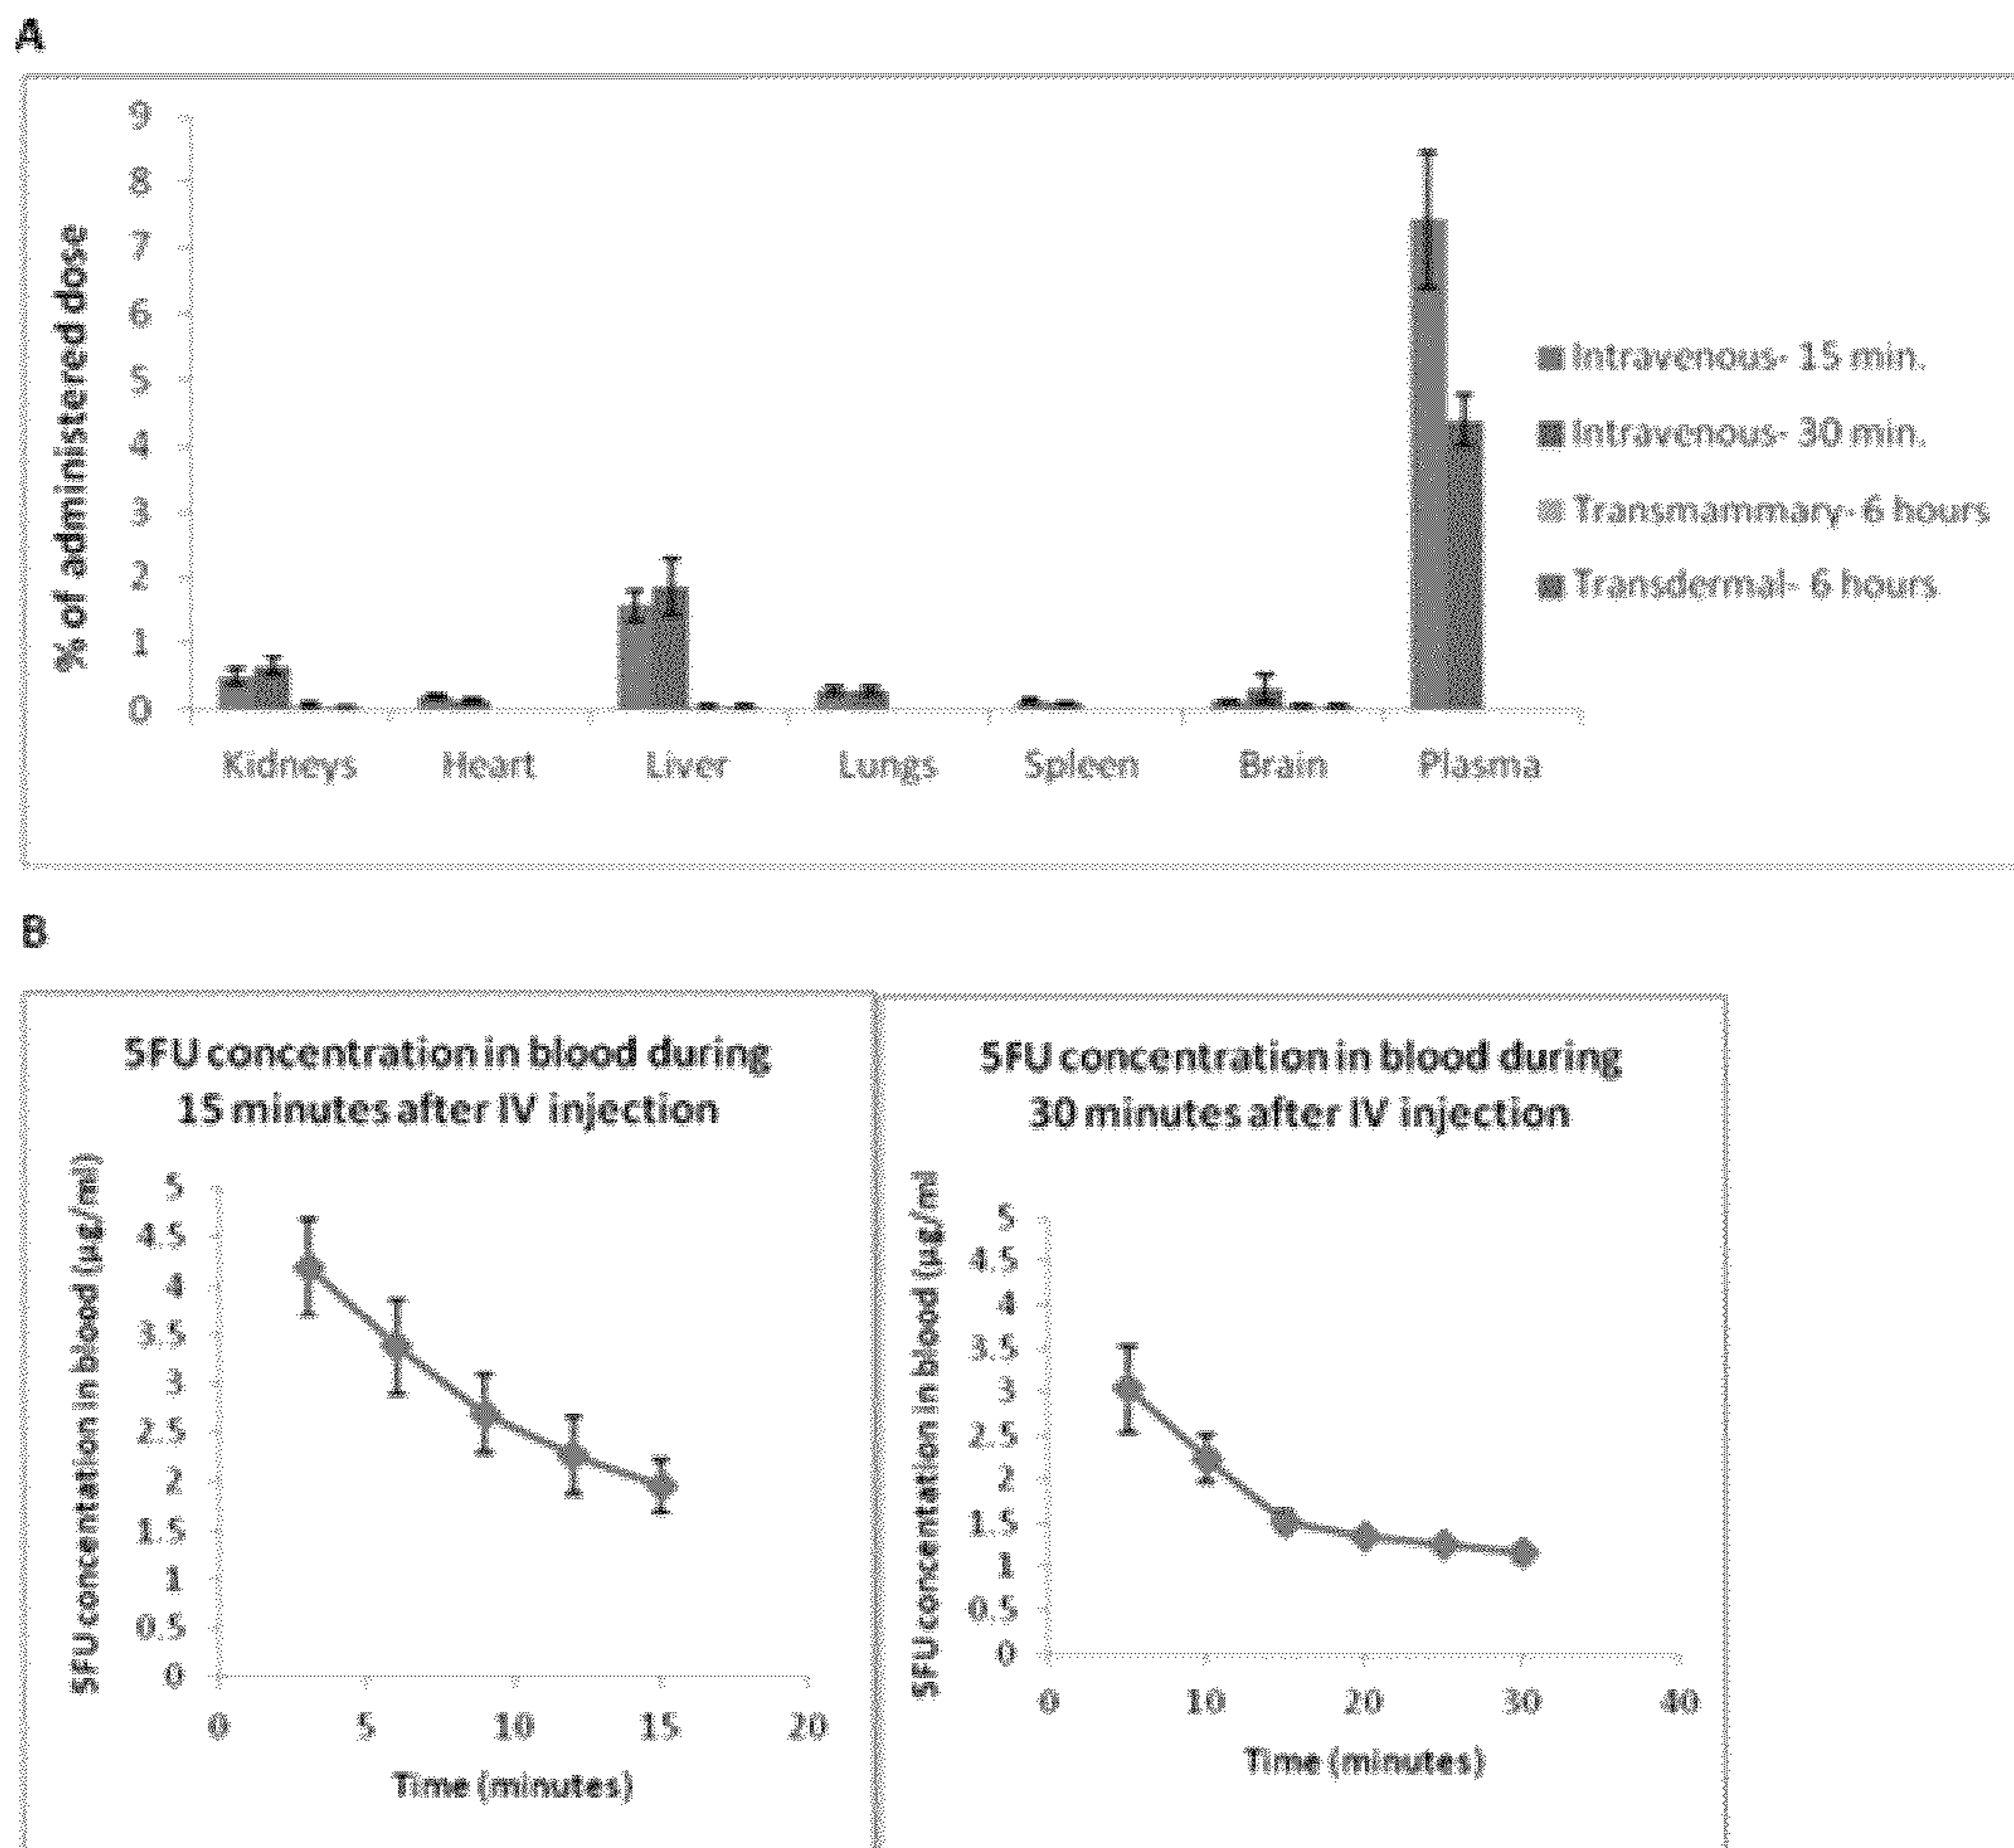 A
% of administered dose
9
8
7
6
5
4
3
2
1
0
Kidneys Heart Liver Lungs Spleen Brain Plasma
Intravenous- 15 min.
Intravenous- 30 min.
Transmammary- 6 hours
Transdermal- 6 hours
B
5FU concentration in blood during
15 minutes after IV injection
5FU concentration in blood (µg/ml)
5
4.5
4
3.5
3
2.5
2
1.5
1
0.5
0
0 5 10 15 20
Time (minutes)
5FU concentration in blood during
30 minutes after IV injection
5FU concentration in blood (µg/ml
5
4.5
4
3.5
3
2.5
2
1.5
1
0.5
0
0 10 20 30 40
Time (minutes)